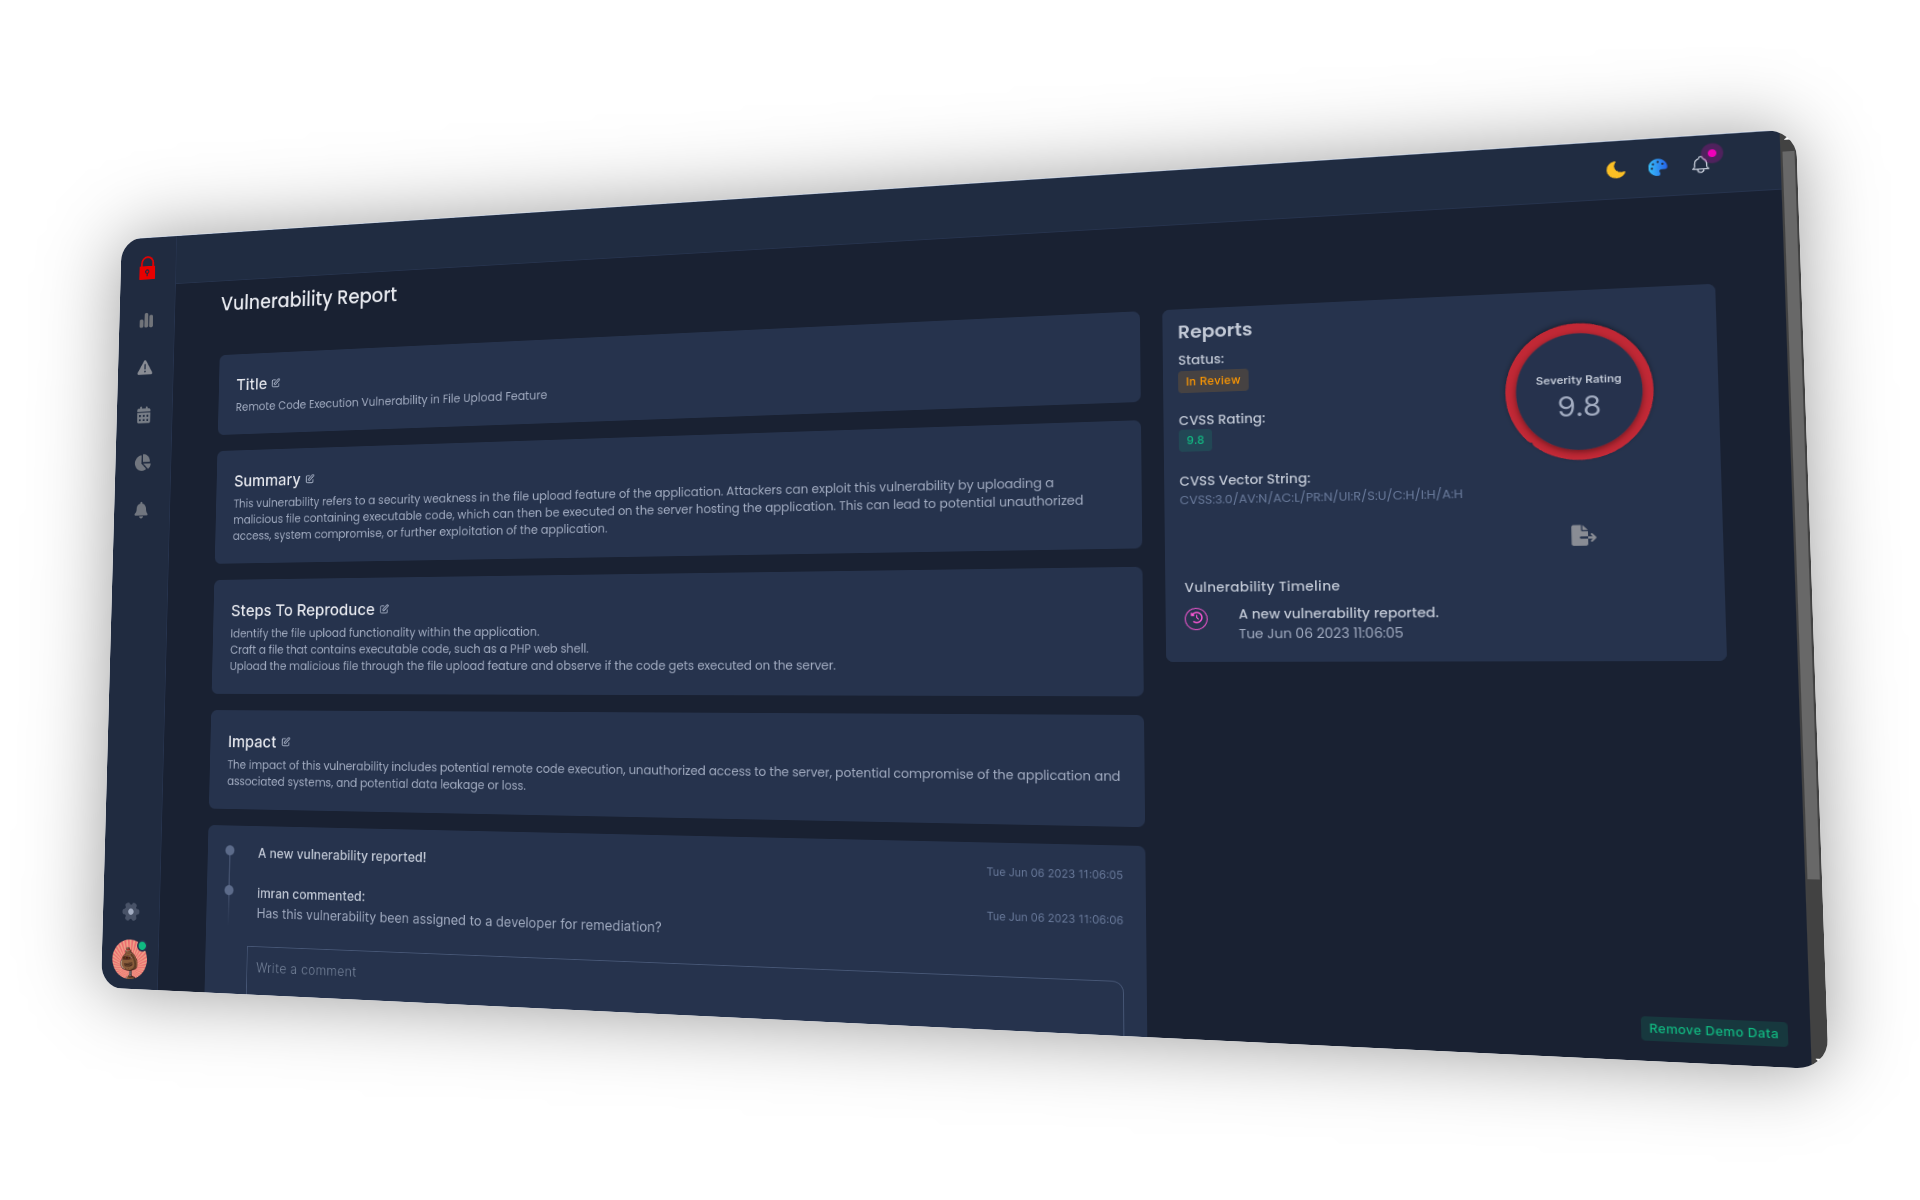 Vulnerability Report
Title
Remote Code Execution Vulnerability in File Upload Feature
Summary
This vulnerability refers to a security weakness in the file upload feature of the application. Attackers can exploit this vulnerability by uploading a
malicious file containing executable code, which can then be executed on the server hosting the application. This can lead to potential unauthorized
access, system compromise, or further exploitation of the application.
Steps To Reproduce
Identify the file upload functionality within the application.
Craft a file that contains executable code, such as a PHP web shell.
Upload the malicious file through the file upload feature and observe if the code gets executed on the server.
Impact
The impact of this vulnerability includes potential remote code execution, unauthorized access to the server, potential compromise of the application and
associated systems, and potential data leakage or loss.
A new vulnerability reported!
Tue Jun 06 2023 11:06:05
imran commented:
Has this vulnerability been assigned to a developer for remediation?
Tue Jun 06 2023 11:06:06
Write a comment
Reports
Status:
In Review
CVSS Rating:
9.8
CVSS Vector String:
CVSS:3.0/AV:N/AC:L/PR:N/UI:R/S:U/C:H/I:H/A:H
Severity Rating
9.8
Vulnerability Timeline
A new vulnerability reported.
Tue Jun 06 2023 11:06:05
Remove Demo Data